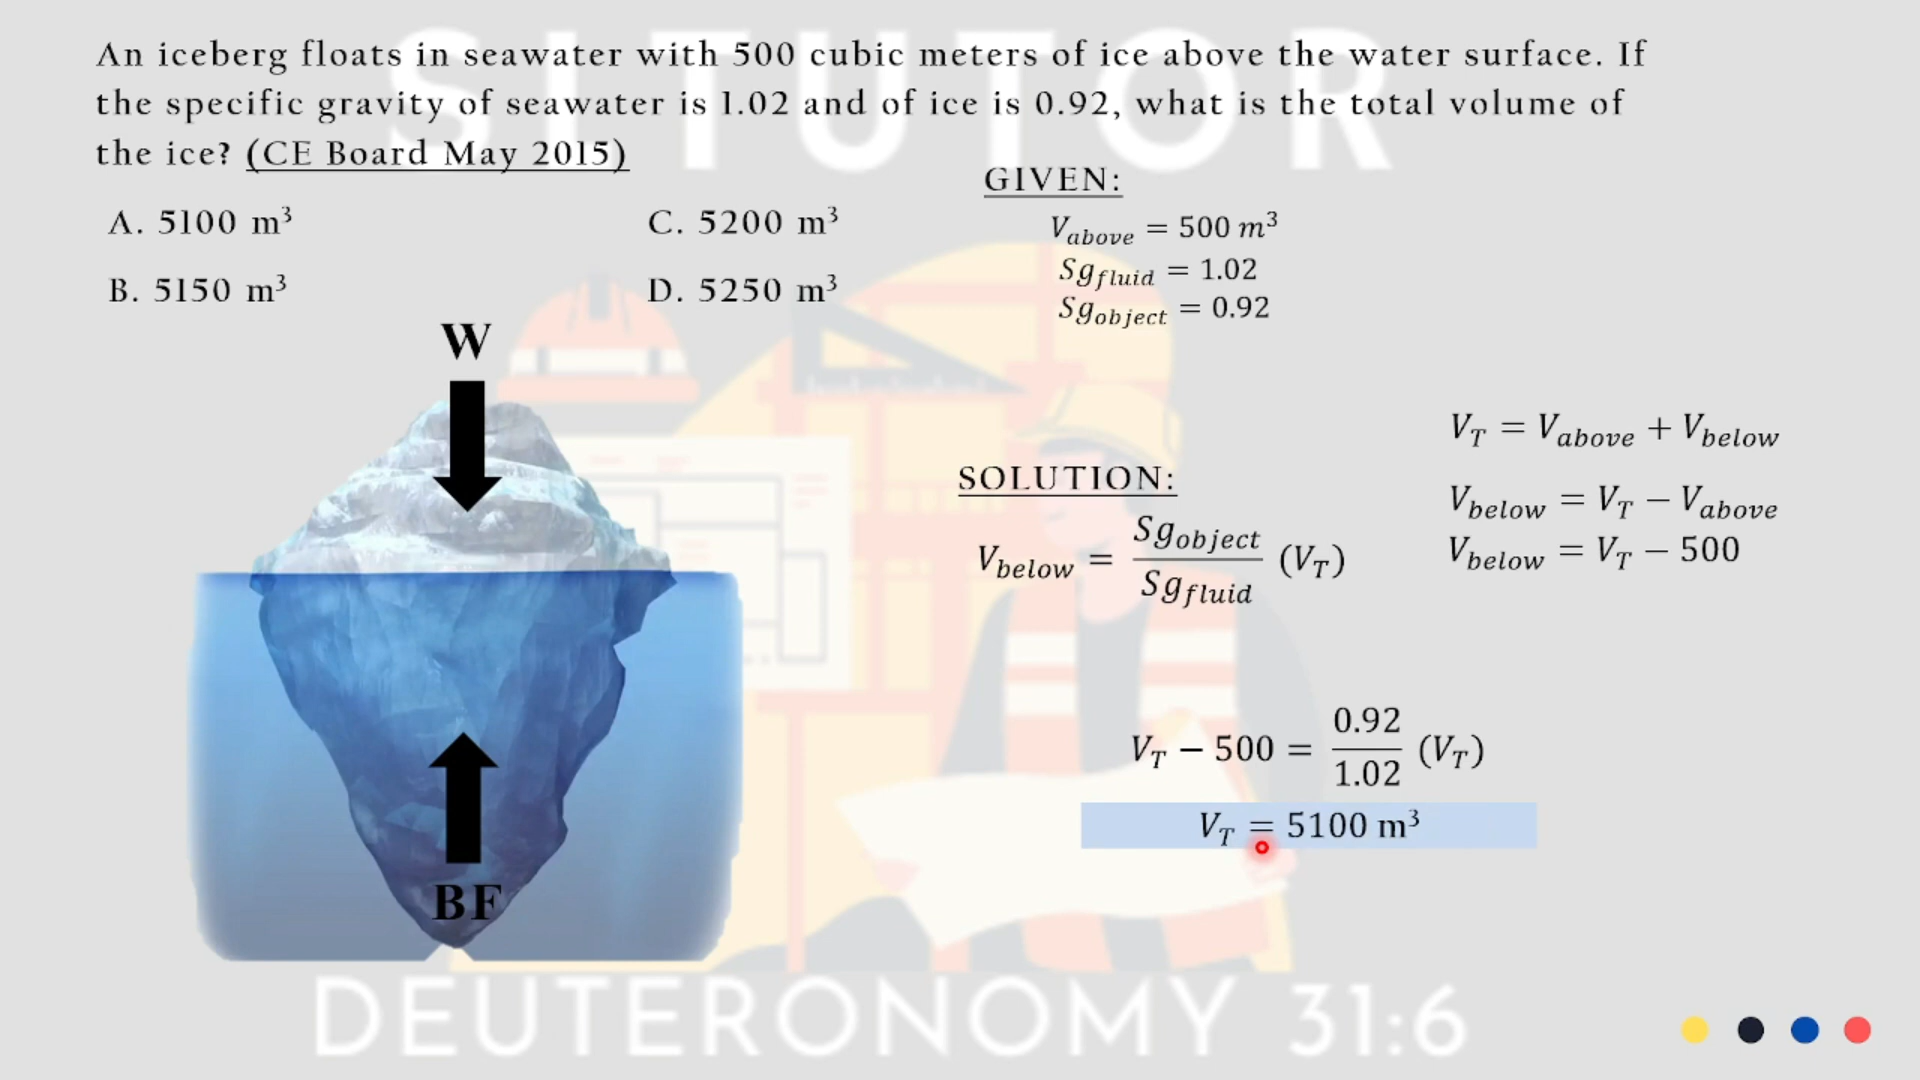 SITUTOR
An iceberg floats in seawater with 500 cubic meters of ice above the water surface. If
the specific gravity of seawater is 1.02 and of ice is 0.92, what is the total volume of
the ice? (CE Board May 2015)
A. 5100 m³
C. 5200 m³
B. 5150 m³
D. 5250 m³
GIVEN:
V_above = 500 m³
Sg_fluid = 1.02
Sg_object = 0.92
W
BF
SOLUTION:
V_below = Sg_object / Sg_fluid (V_T)
V_T = V_above + V_below
V_below = V_T − V_above
V_below = V_T − 500
V_T − 500 = 0.92 / 1.02 (V_T)
V_T = 5100 m³
DEUTERONOMY 31:6